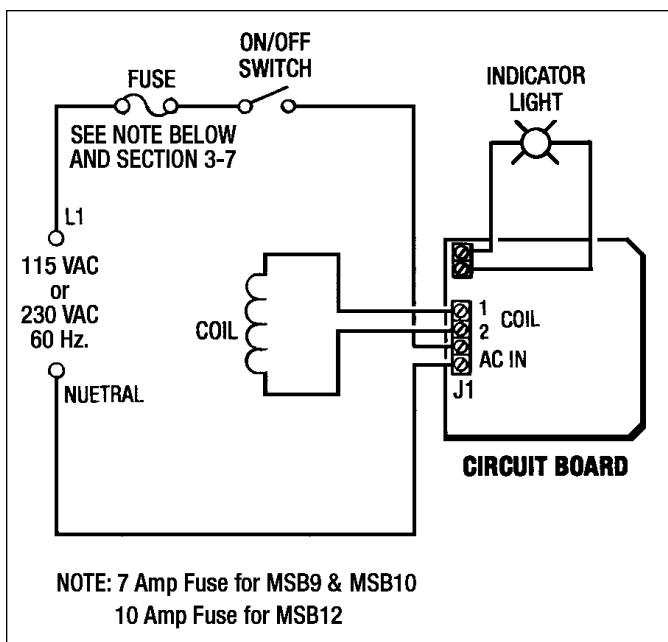 ON/OFF
SWITCH
FUSE
INDICATOR
LIGHT
SEE NOTE BELOW
AND SECTION 3-7
L1
115 VAC
or
230 VAC
60 Hz.
NUETRAL
COIL
1
2
COIL
AC IN
J1
CIRCUIT BOARD
NOTE: 7 Amp Fuse for MSB9 & MSB10
10 Amp Fuse for MSB12